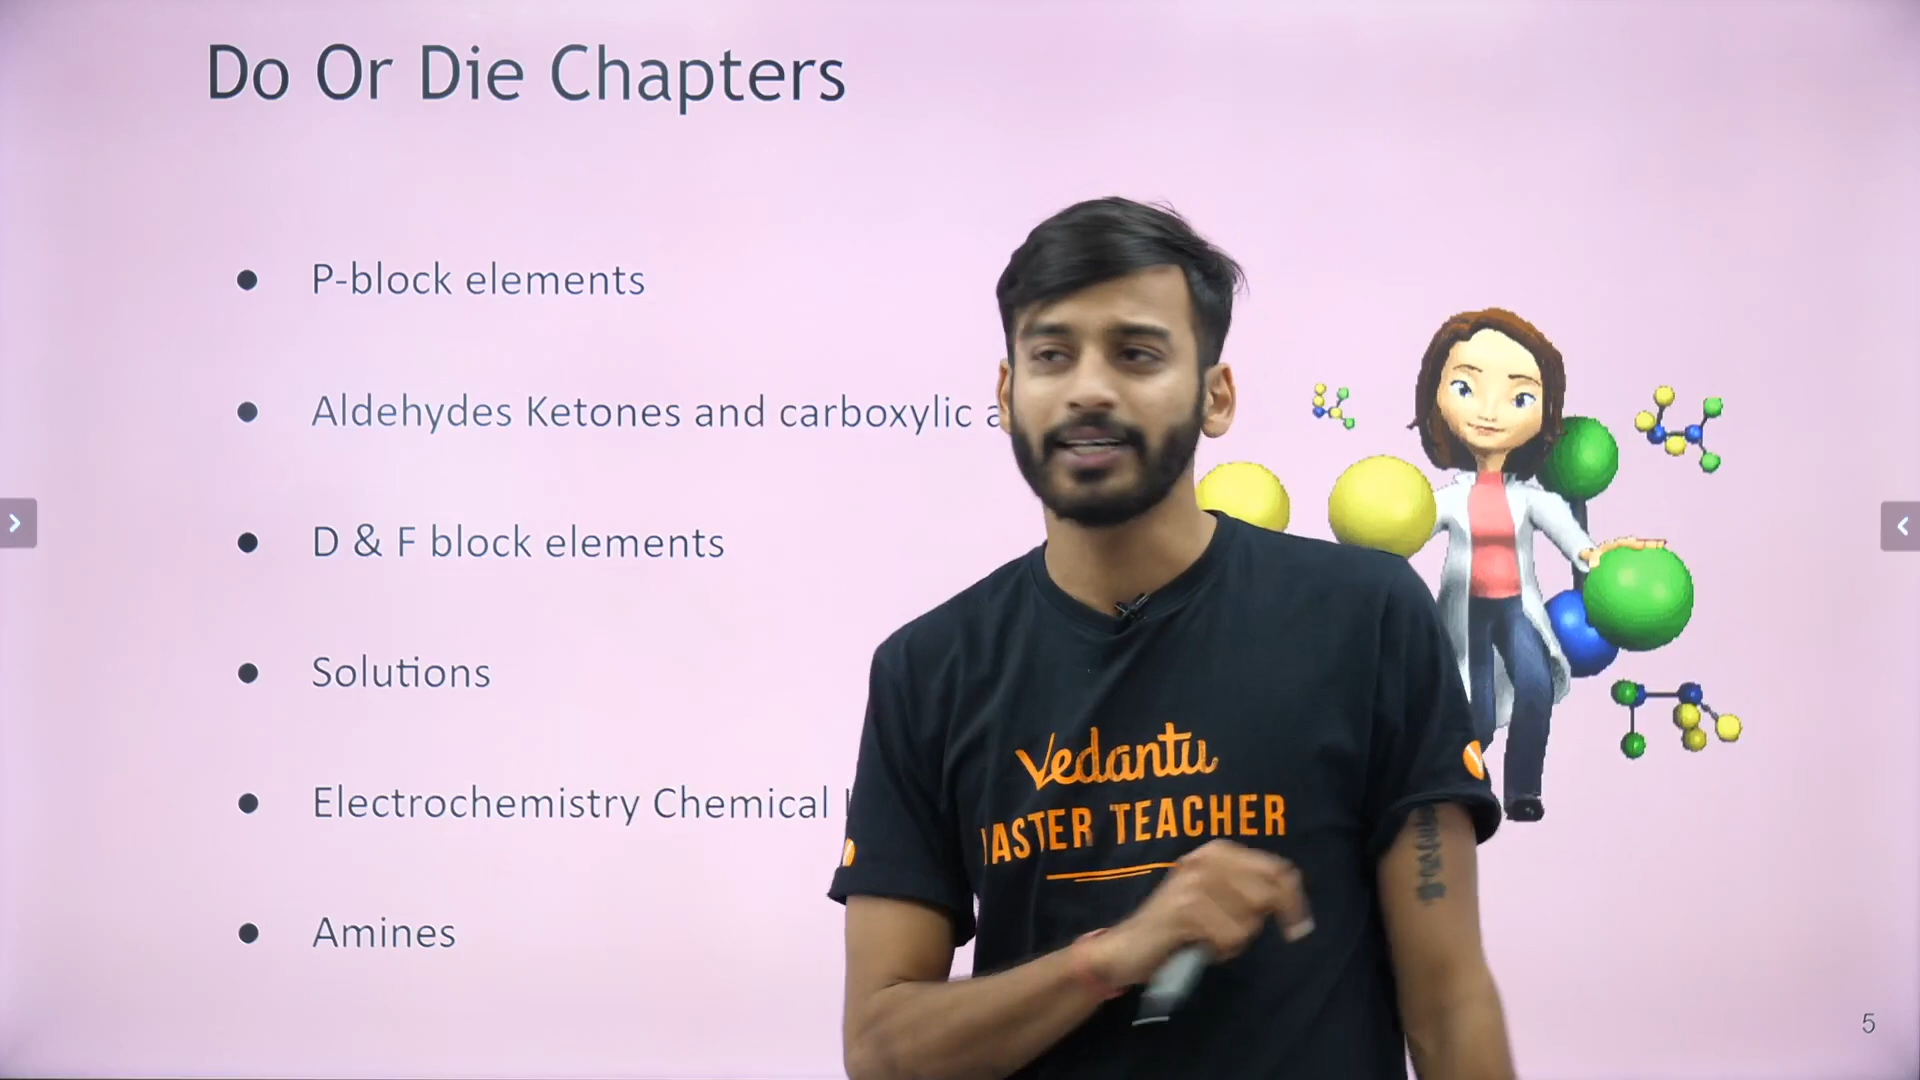 Do Or Die Chapters
● P-block elements
● Aldehydes Ketones and carboxylic
● D & F block elements
● Solutions
● Electrochemistry Chemical
● Amines
Vedantu
MASTER TEACHER
5